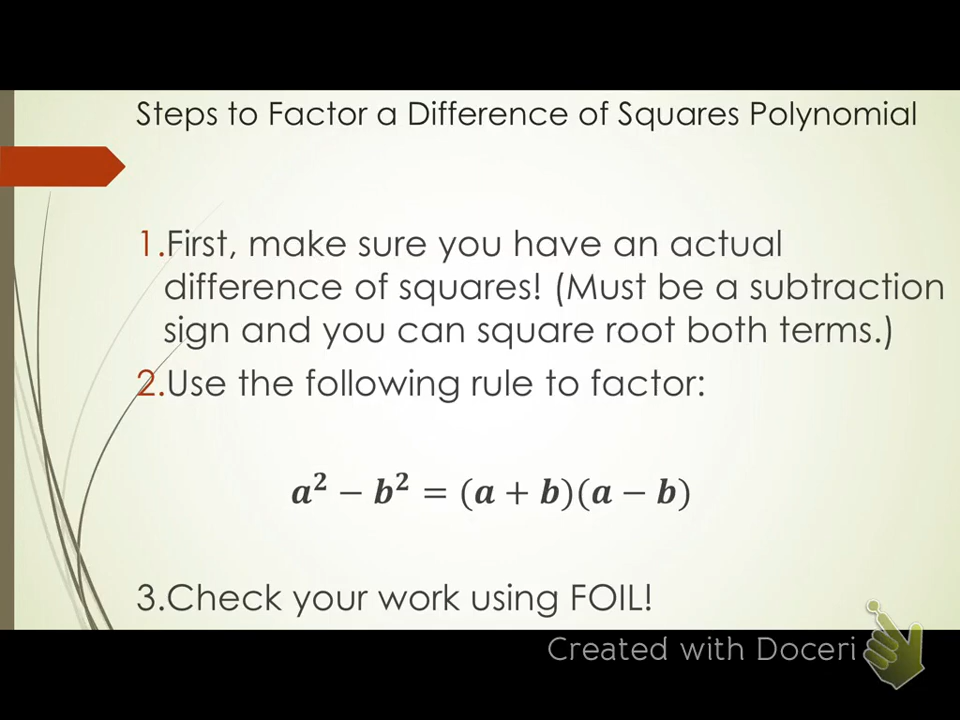 Steps to Factor a Difference of Squares Polynomial
1.First, make sure you have an actual
difference of squares! (Must be a subtraction
sign and you can square root both terms.)
2.Use the following rule to factor:
a² − b² = (a + b)(a − b)
3.Check your work using FOIL!
Created with Doceri